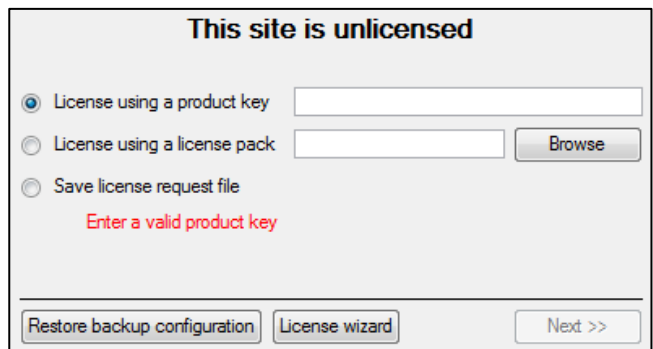 This site is unlicensed
License using a product key
License using a license pack Browse
Save license request file
Enter a valid product key
Restore backup configuration License wizard Next >>